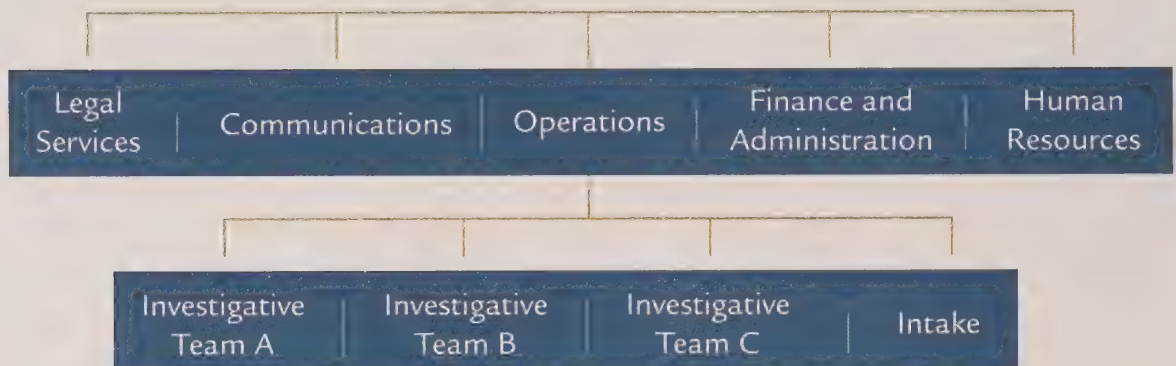 Legal
Services
Communications
Operations
Finance and
Administration
Human
Resources
Investigative
Team A
Investigative
Team B
Investigative
Team C
Intake